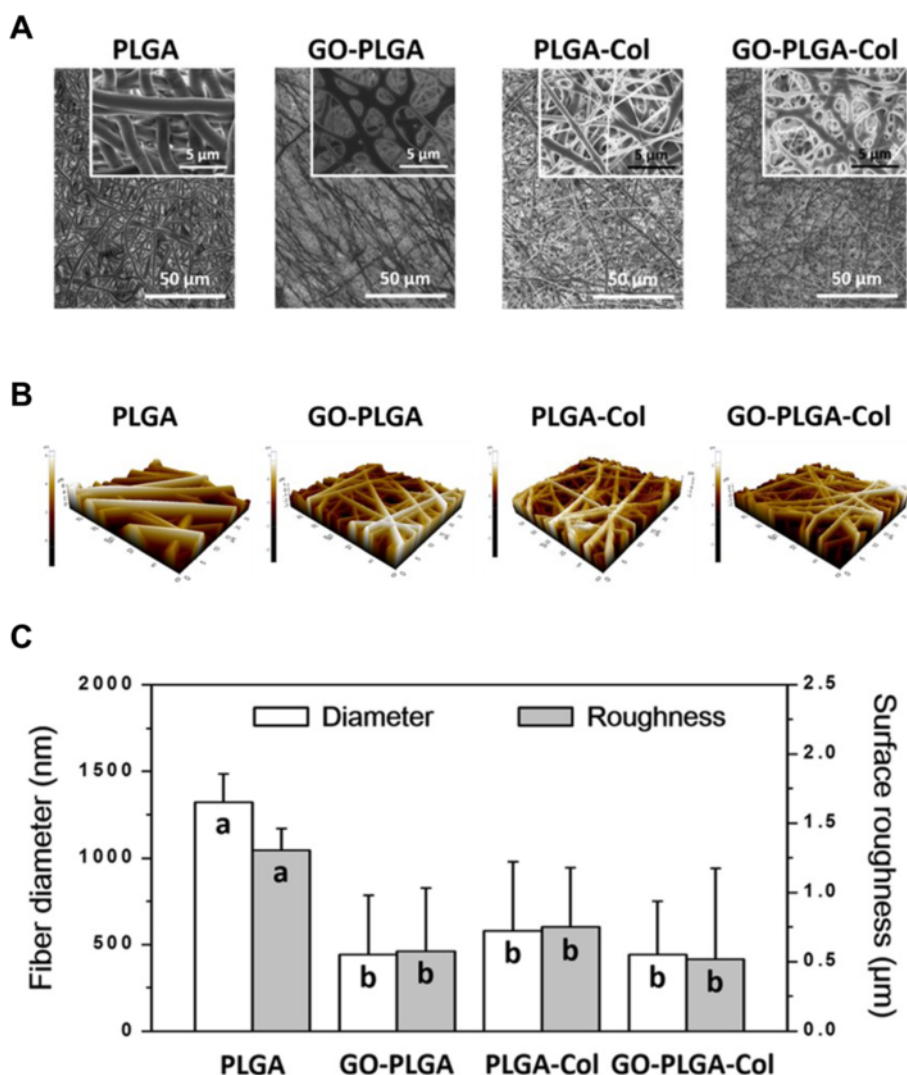 A
PLGA GO-PLGA PLGA-Col GO-PLGA-Col
5 μm 5 μm 5 μm 5 μm
50 μm 50 μm 50 μm 50 μm
B
PLGA GO-PLGA PLGA-Col GO-PLGA-Col
C
Fiber diameter (nm)
2000
1500
1000
500
0
Diameter Roughness
a a b b b b b b
2.5
2.0
1.5
1.0
0.5
0.0
Surface roughness (μm)
PLGA GO-PLGA PLGA-Col GO-PLGA-Col